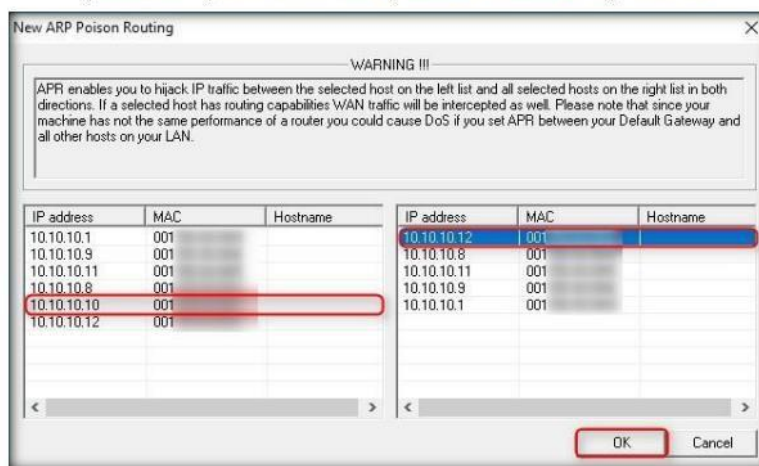 New ARP Poison Routing
WARNING !!!
APR enables you to hijack IP traffic between the selected host on the left list and all selected hosts on the right list in both
directions. If a selected host has routing capabilities WAN traffic will be intercepted as well. Please note that since your
machine has not the same performance of a router you could cause DoS if you set APR between your Default Gateway and
all other hosts on your LAN.
IP address MAC Hostname IP address MAC Hostname
10.10.10.1 001 10.10.10.12 001
10.10.10.9 001 10.10.10.8 001
10.10.10.11 001 10.10.10.11 001
10.10.10.8 001 10.10.10.9 001
10.10.10.10 001 10.10.10.1 001
10.10.10.12 001
OK Cancel